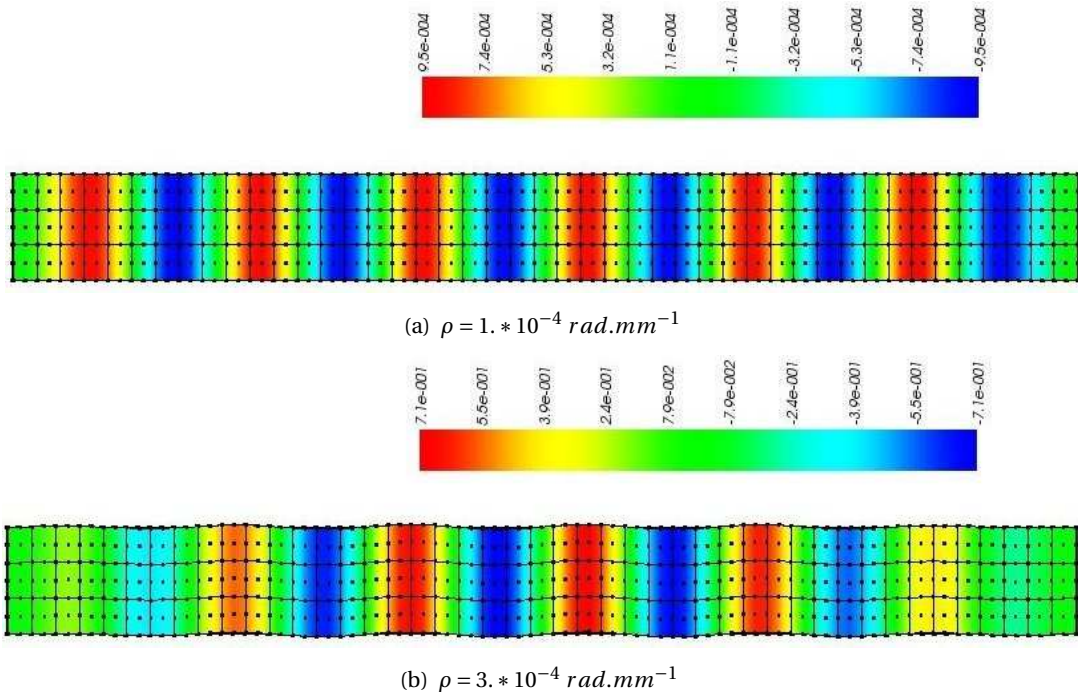 9.5e-004 7.4e-004 5.3e-004 3.2e-004 1.1e-004 -1.1e-004 -3.2e-004 -5.3e-004 -7.4e-004 -9.5e-004
(a) ρ = 1. * 10⁻⁴ rad.mm⁻¹
7.1e-001 5.5e-001 3.9e-001 2.4e-001 7.9e-002 -7.9e-002 -2.4e-001 -3.9e-001 -5.5e-001 -7.1e-001
(b) ρ = 3. * 10⁻⁴ rad.mm⁻¹